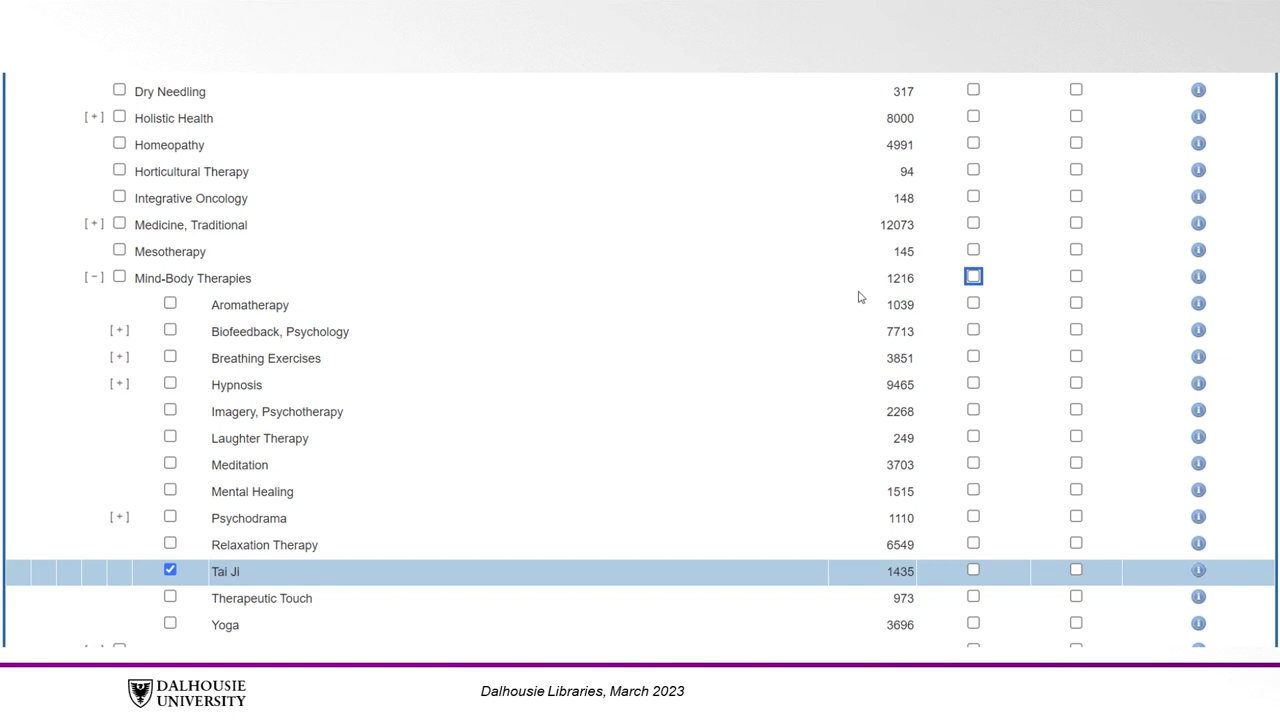 Dry Needling 317
[+] Holistic Health 8000
Homeopathy 4991
Horticultural Therapy 94
Integrative Oncology 148
[+] Medicine, Traditional 12073
Mesotherapy 145
[-] Mind-Body Therapies 1216
Aromatherapy 1039
[+] Biofeedback, Psychology 7713
[+] Breathing Exercises 3851
[+] Hypnosis 9465
Imagery, Psychotherapy 2268
Laughter Therapy 249
Meditation 3703
Mental Healing 1515
[+] Psychodrama 1110
Relaxation Therapy 6549
Tai Ji 1435
Therapeutic Touch 973
Yoga 3696
DALHOUSIE
UNIVERSITY
Dalhousie Libraries, March 2023